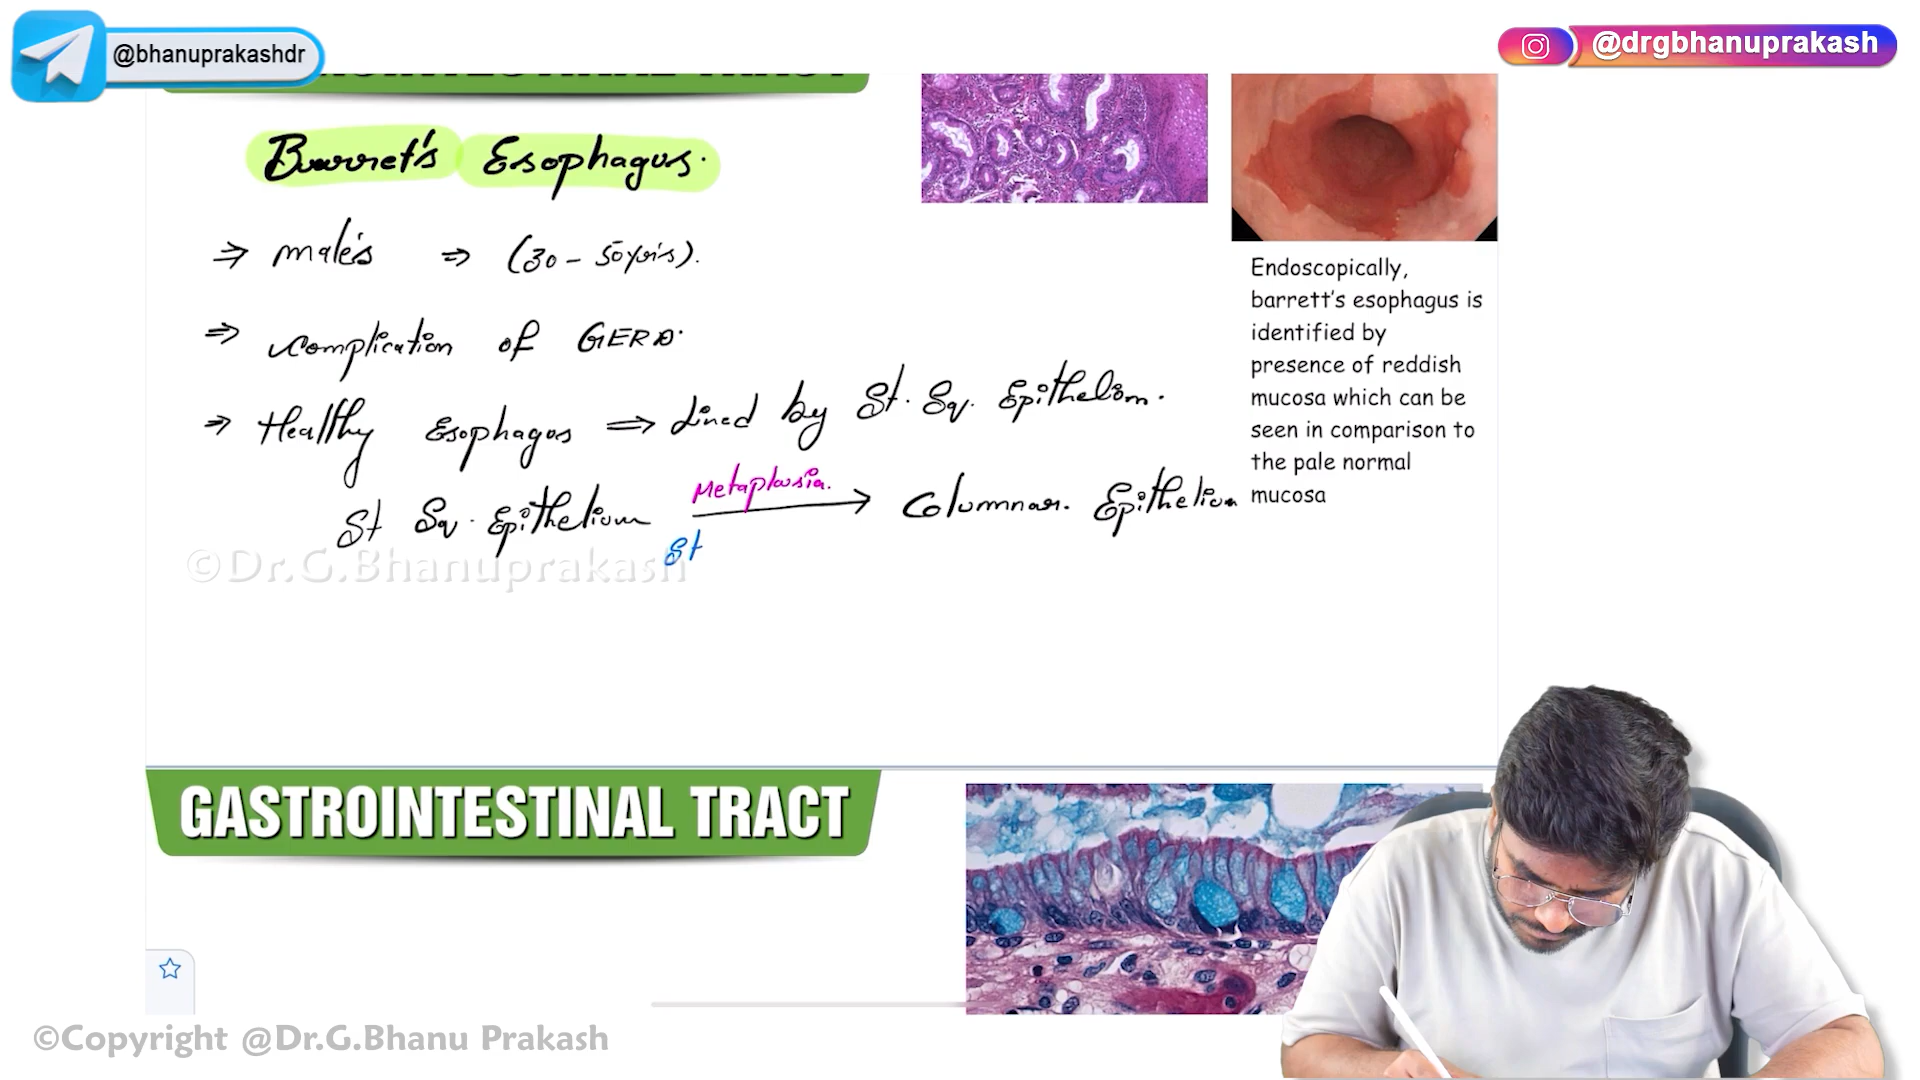 @bhanuprakashdr
@drgbhanuprakash
GASTROINTESTINAL TRACT
Barret's Esophagus.
⇒ males ⇒ (30 - 50yrs).
⇒ Complication of GERD.
⇒ Healthy Esophagus ⇒ Lined by St. Sq. Epithelium.
Metaplasia.
St Sq. Epithelium → Columnar. Epithelium
St
Endoscopically,
barrett's esophagus is
identified by
presence of reddish
mucosa which can be
seen in comparison to
the pale normal
mucosa
©Dr.G.Bhanuprakash
GASTROINTESTINAL TRACT
©Copyright @Dr.G.Bhanu Prakash